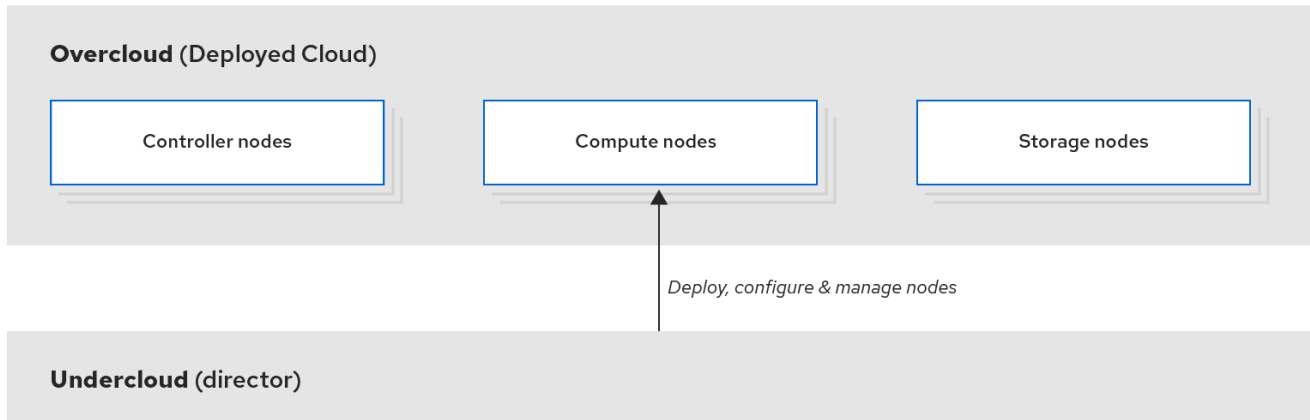 Overcloud (Deployed Cloud)
Controller nodes
Compute nodes
Storage nodes
Deploy, configure & manage nodes
Undercloud (director)